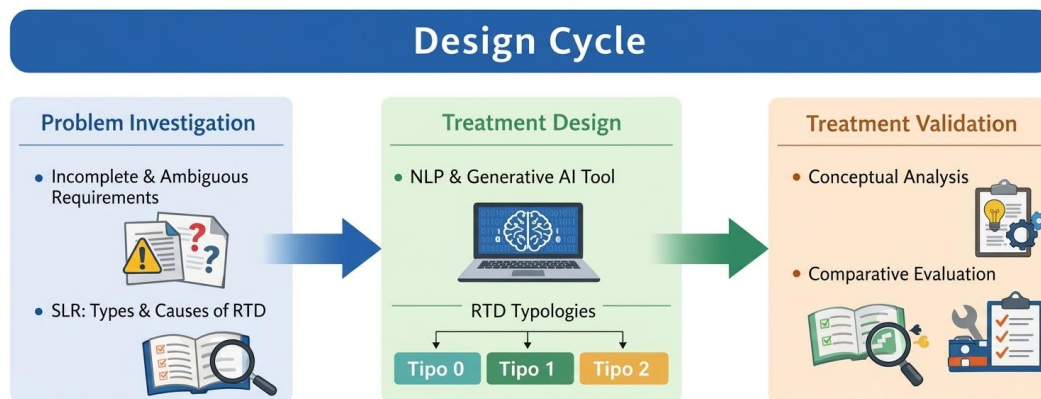 Design Cycle
Problem Investigation
• Incomplete & Ambiguous
Requirements
• SLR: Types & Causes of RTD
Treatment Design
• NLP & Generative AI Tool
RTD Typologies
Tipo 0
Tipo 1
Tipo 2
Treatment Validation
• Conceptual Analysis
• Comparative Evaluation